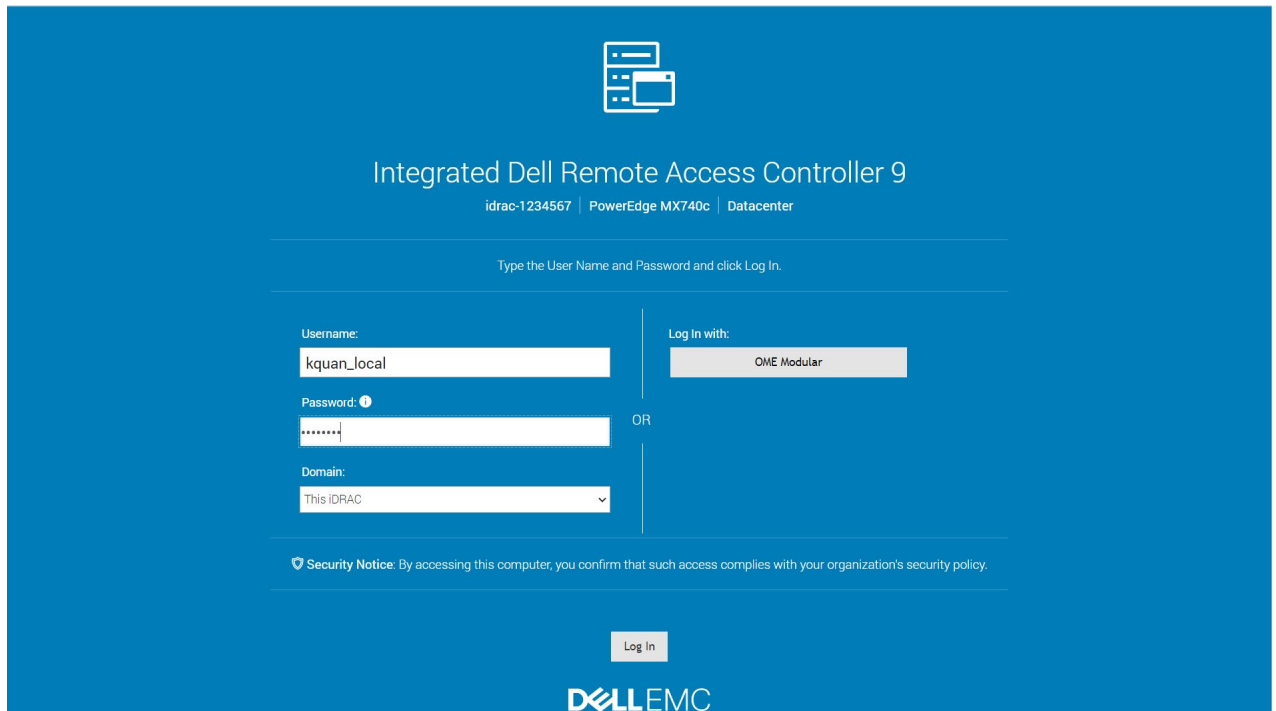 Integrated Dell Remote Access Controller 9
idrac-1234567 | PowerEdge MX740c | Datacenter
Type the User Name and Password and click Log In.
Username:
kquan_local
Password:
••••••••
Domain:
This iDRAC
OR
Log In with:
OME Modular
Security Notice: By accessing this computer, you confirm that such access complies with your organization's security policy.
Log In
DELLEMC